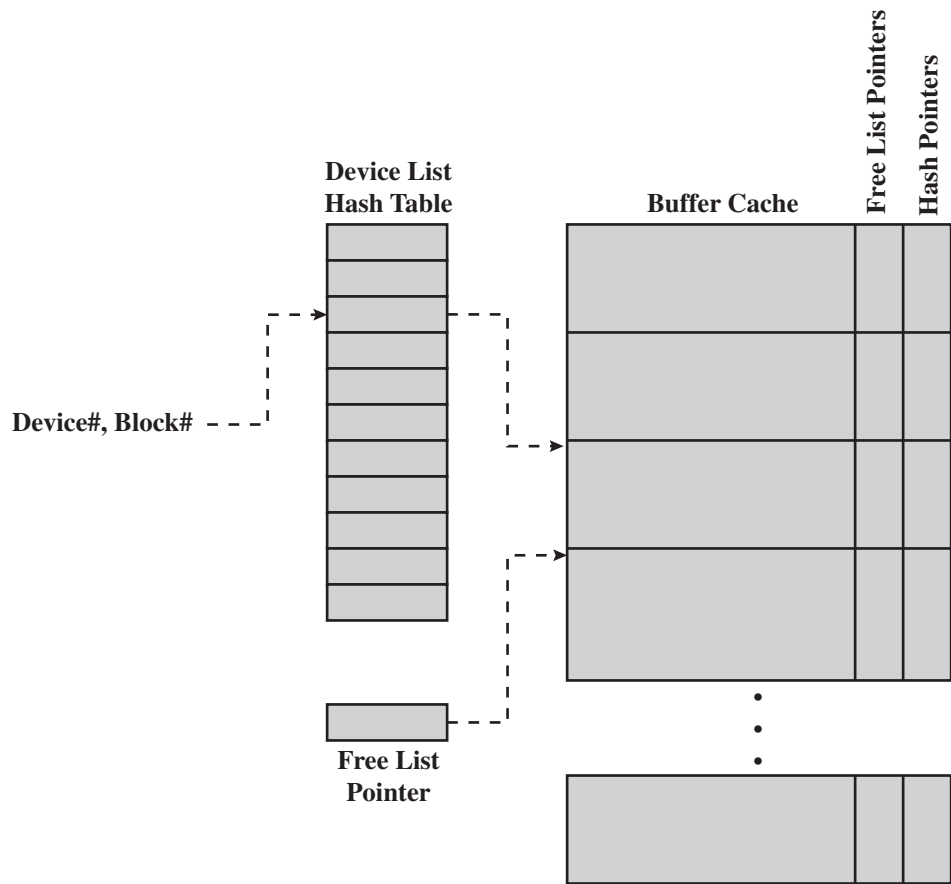 Device List
Hash Table
Buffer Cache
Free List Pointers
Hash Pointers
Device#, Block#
Free List
Pointer